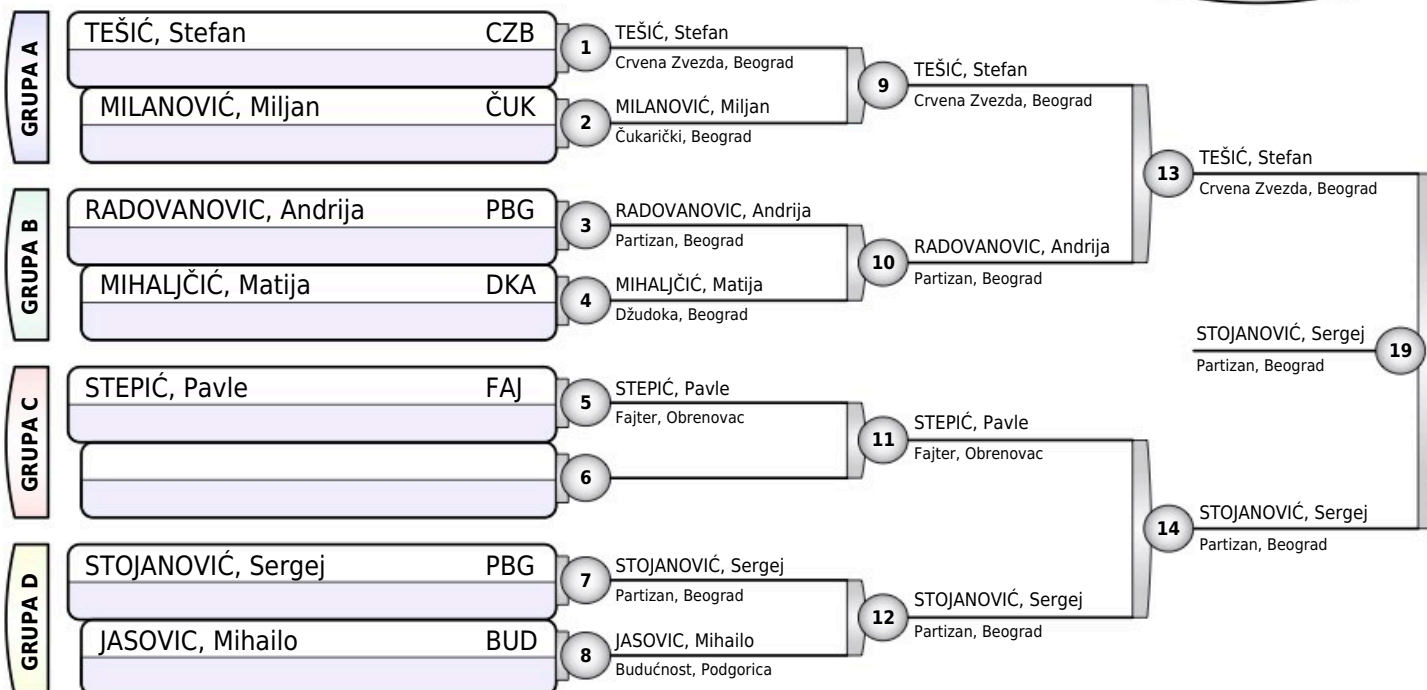 GRUPA A
TEŠIĆ, Stefan CZB
MILANOVIĆ, Miljan ČUK
GRUPA B
RADOVANOVIC, Andrija PBG
MIHALJČIĆ, Matija DKA
GRUPA C
STEPIĆ, Pavle FAJ
GRUPA D
STOJANOVIĆ, Sergej PBG
JASOVIC, Mihailo BUD
1
TEŠIĆ, Stefan
Crvena Zvezda, Beograd
2
MILANOVIĆ, Miljan
Čukarički, Beograd
3
RADOVANOVIC, Andrija
Partizan, Beograd
4
MIHALJČIĆ, Matija
Džudoka, Beograd
5
STEPIĆ, Pavle
Fajter, Obrenovac
6
7
STOJANOVIĆ, Sergej
Partizan, Beograd
8
JASOVIC, Mihailo
Budućnost, Podgorica
9
TEŠIĆ, Stefan
Crvena Zvezda, Beograd
10
RADOVANOVIC, Andrija
Partizan, Beograd
11
STEPIĆ, Pavle
Fajter, Obrenovac
12
STOJANOVIĆ, Sergej
Partizan, Beograd
13
TEŠIĆ, Stefan
Crvena Zvezda, Beograd
14
STOJANOVIĆ, Sergej
Partizan, Beograd
STOJANOVIĆ, Sergej
Partizan, Beograd
19